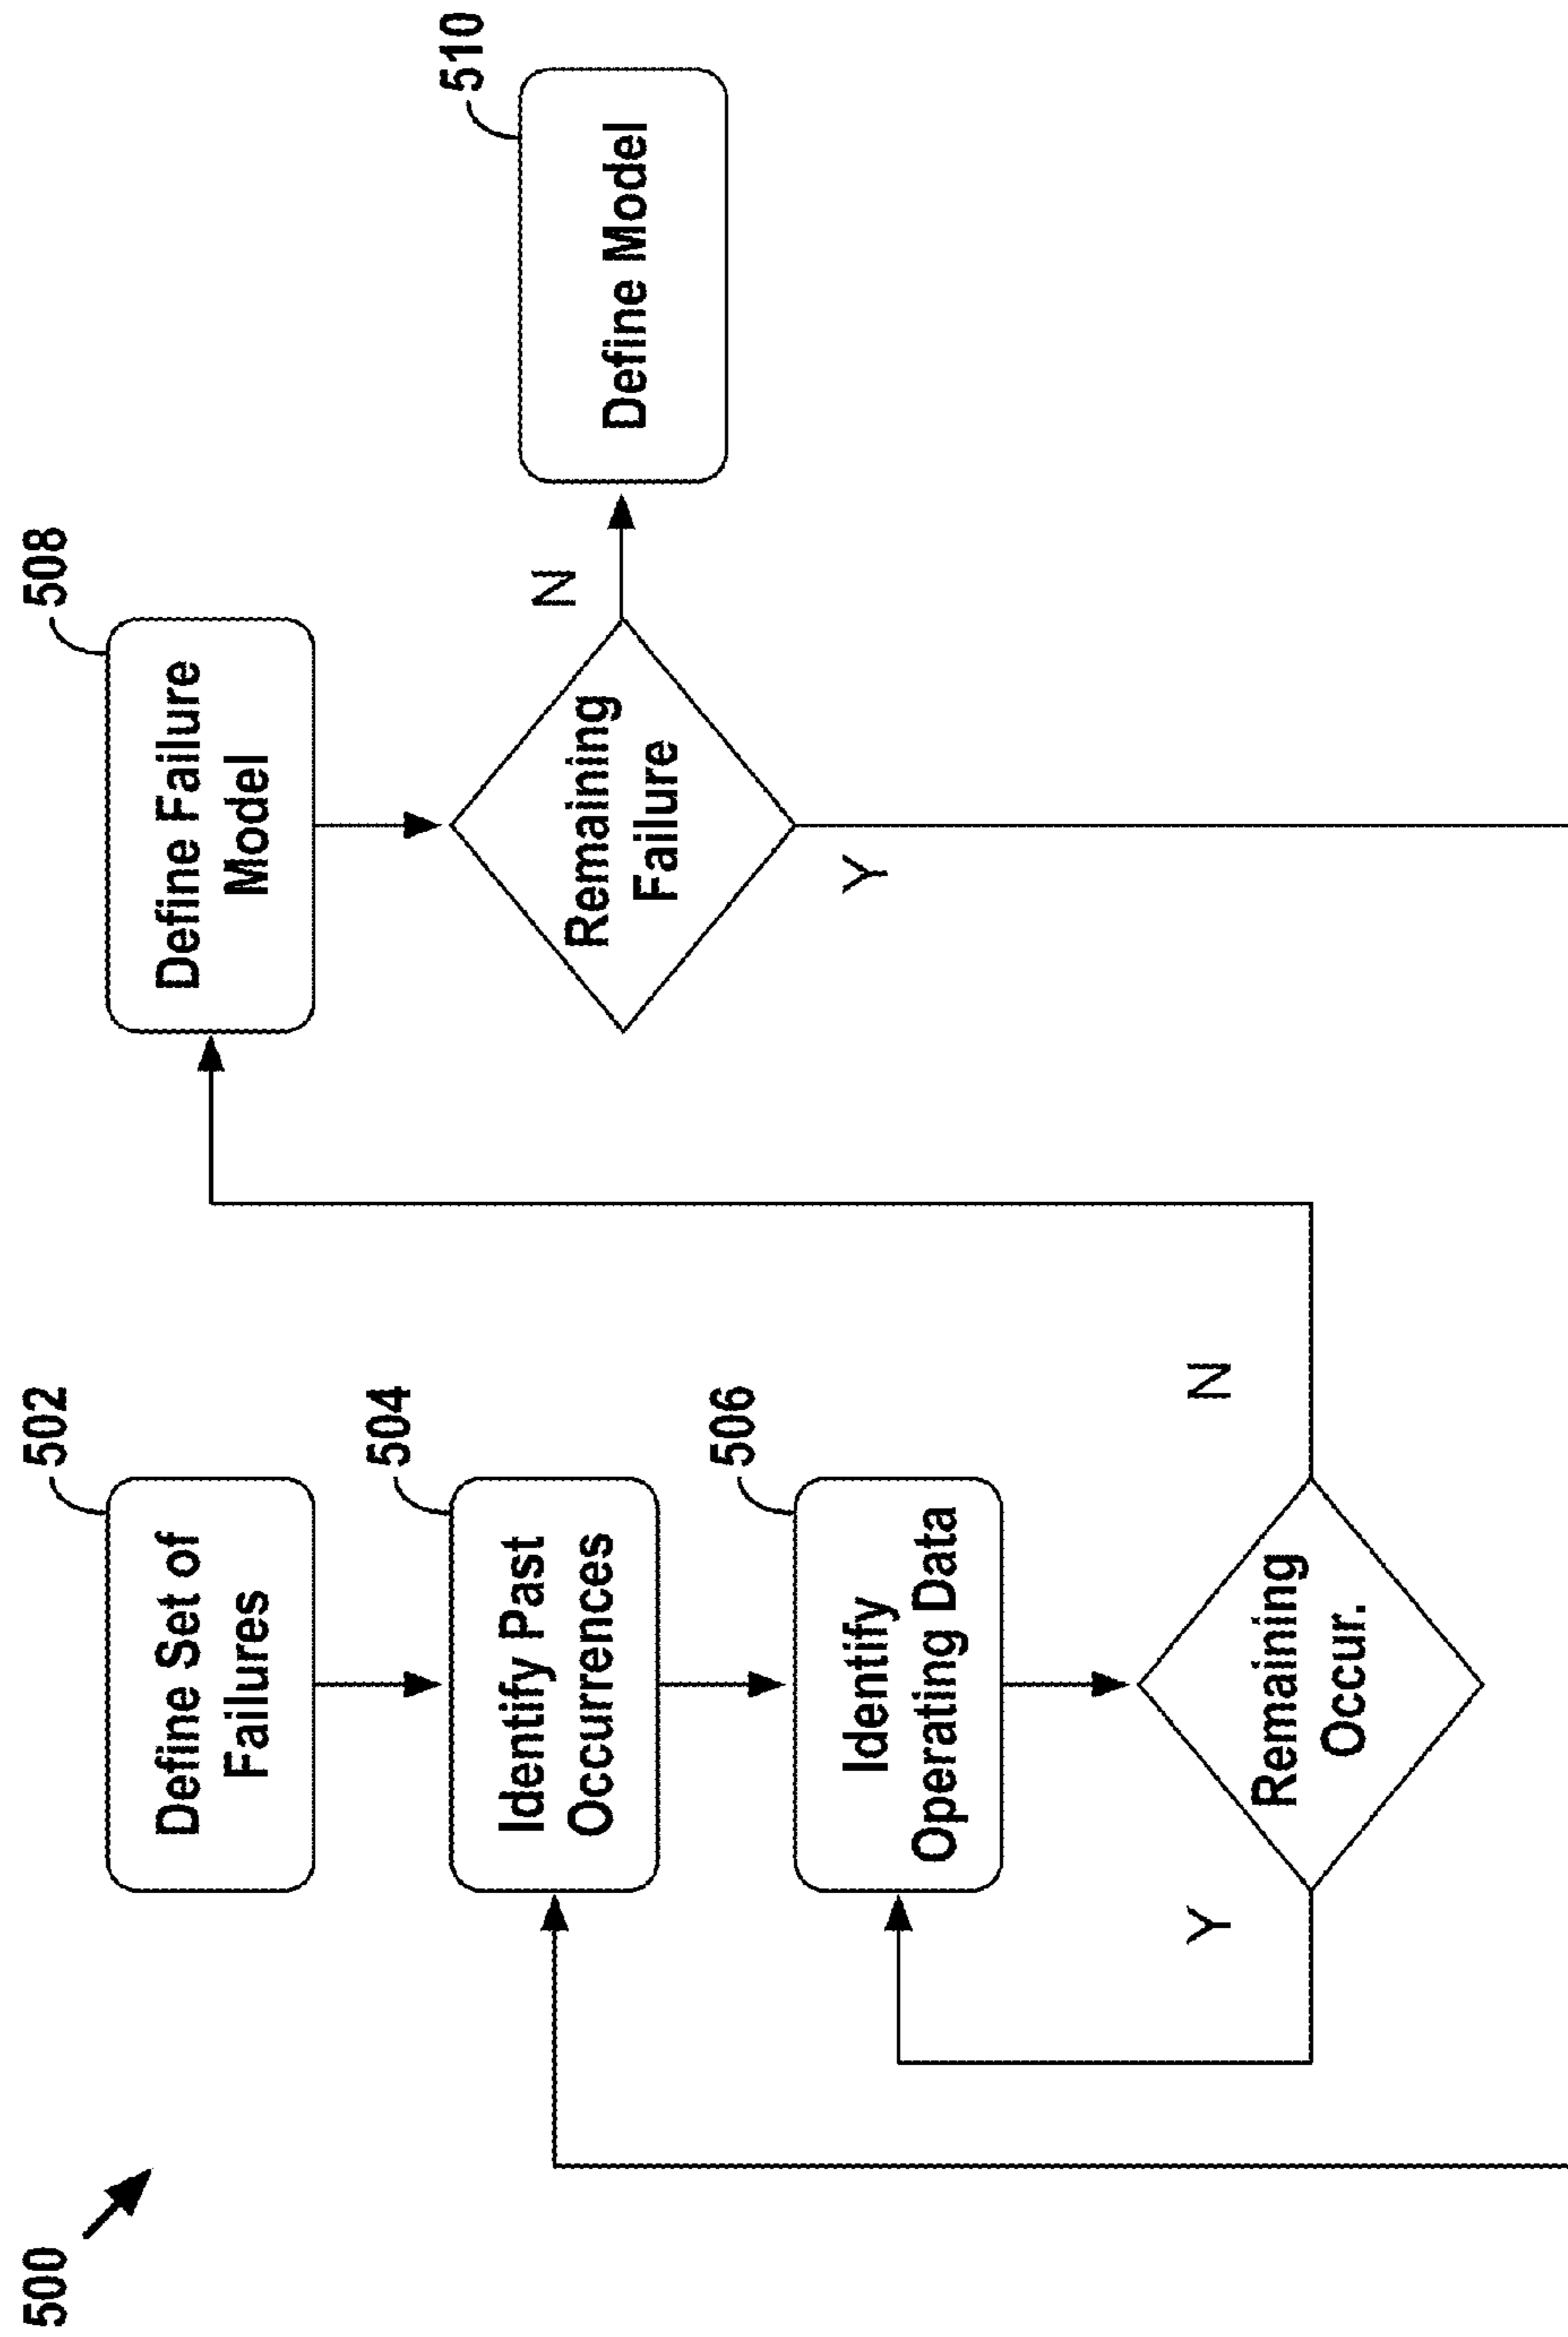 500
502
Define Set of
Failures
504
Identify Past
Occurrences
506
Identify
Operating Data
Remaining
Occur.
Y
N
508
Define Failure
Model
Remaining
Failure
Y
N
510
Define Model